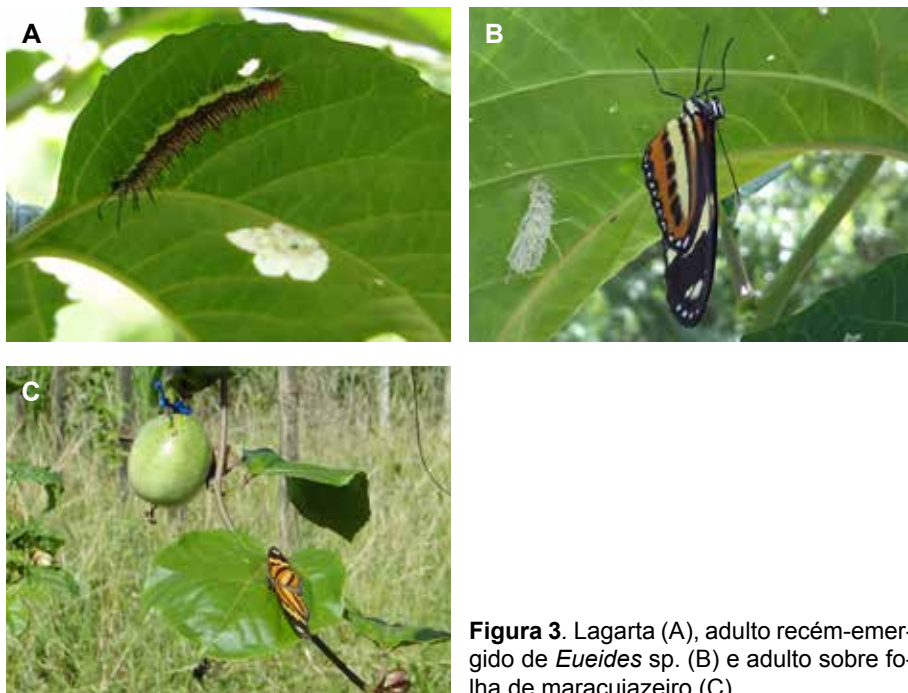 A
B
C
Figura 3. Lagarta (A), adulto recém-emer-
gido de Eueides sp. (B) e adulto sobre fo-
lha de maracujazeiro (C).